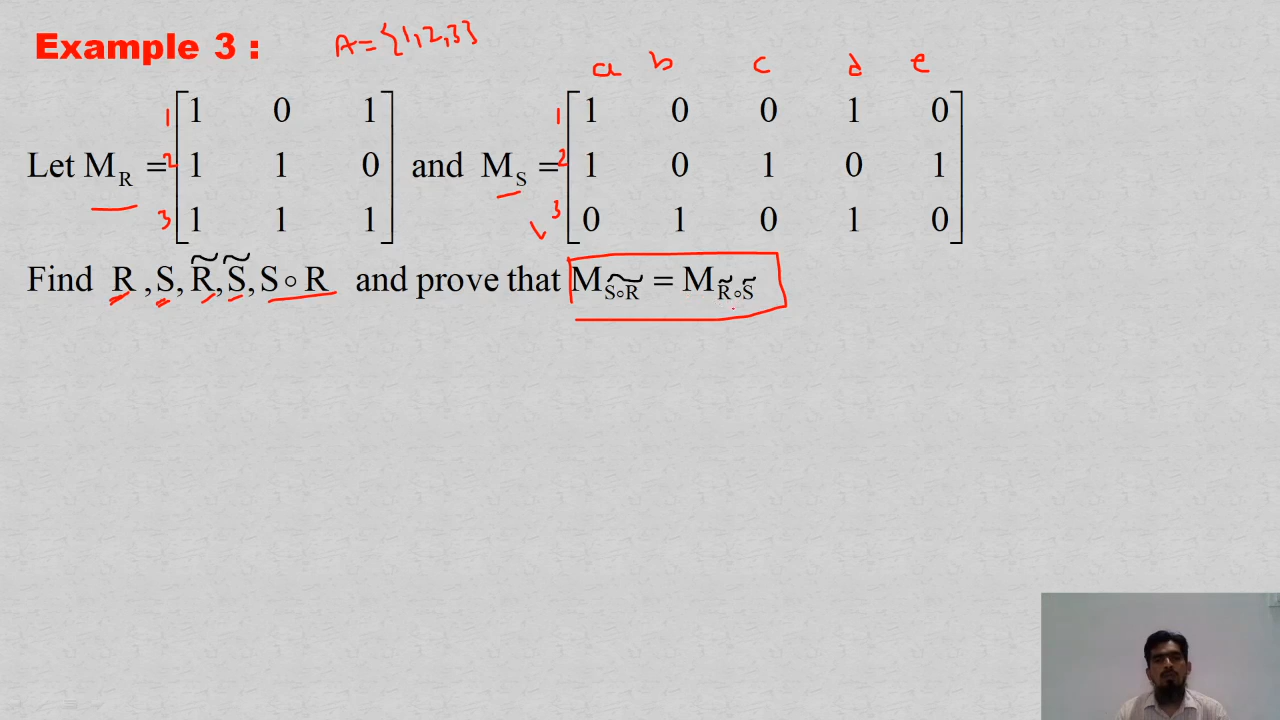 Example 3 : A={1,2,3}
a b c d e
1 1 0 1 1 1 0 0 1 0
Let M_R = 2 1 1 0 and M_S = 2 1 0 1 0 1
3 1 1 1 3 0 1 0 1 0
Find R , S, R̃, S̃, S∘R and prove that M_{\widetilde{S∘R}} = M_{R̃∘S̃}